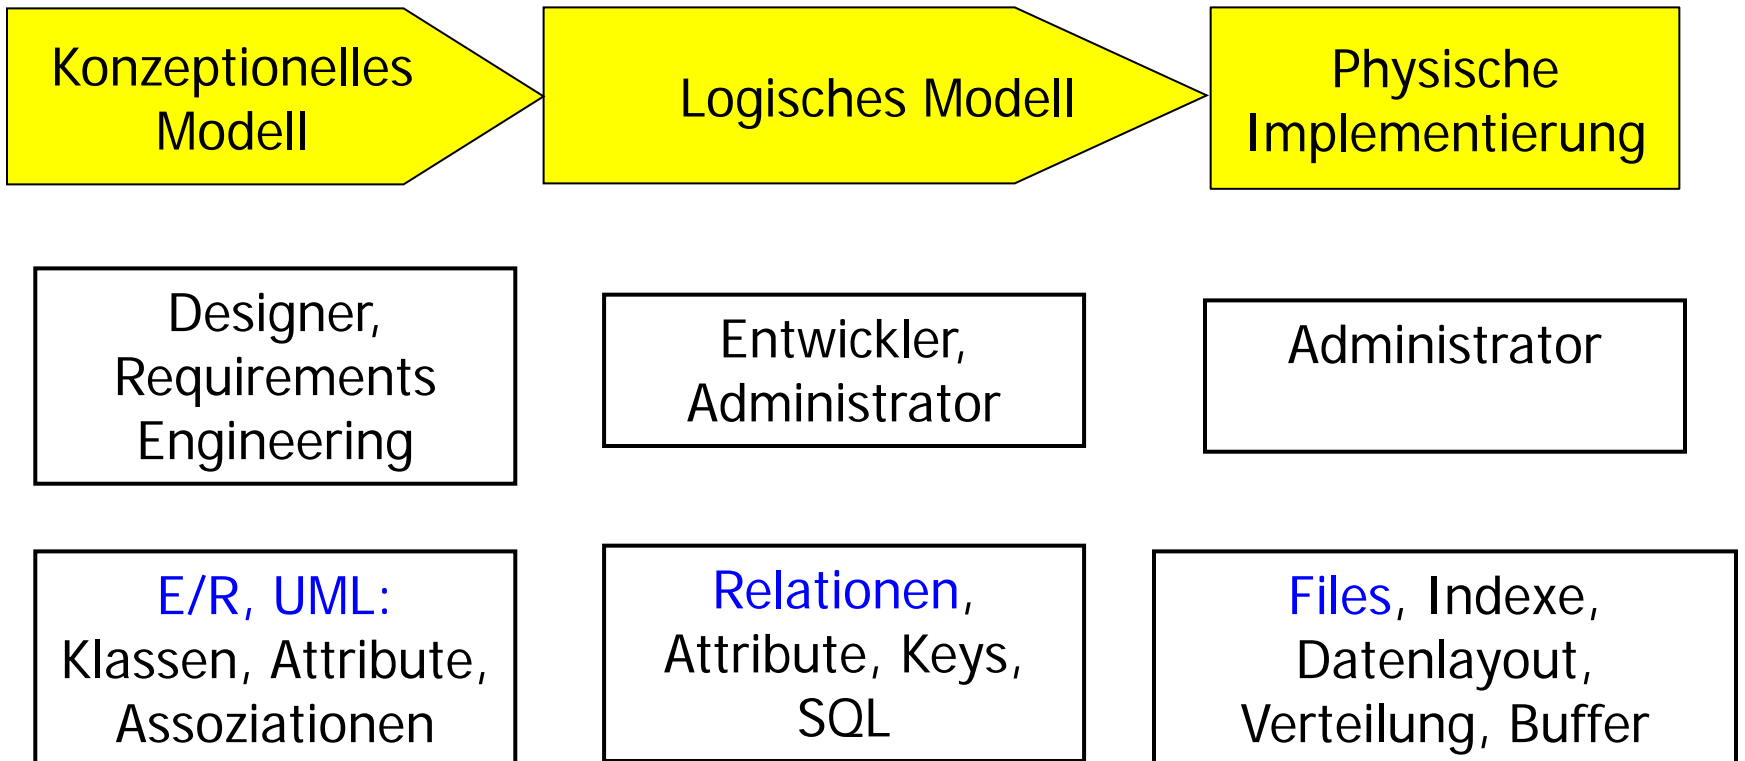 Konzeptionelles
Modell
Logisches Modell
Physische
Implementierung
Designer,
Requirements
Engineering
Entwickler,
Administrator
Administrator
E/R, UML:
Klassen, Attribute,
Assoziationen
Relationen,
Attribute, Keys,
SQL
Files, Indexe,
Datenlayout,
Verteilung, Buffer